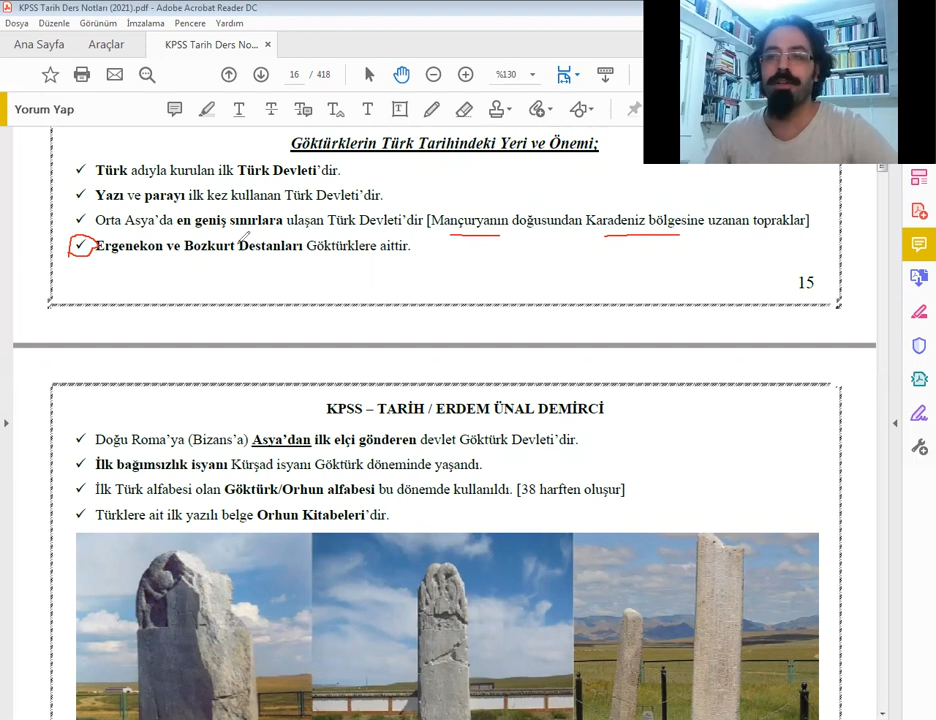 KPSS Tarih Ders Notları (2021).pdf - Adobe Acrobat Reader DC
Dosya Düzenle Görünüm İmzalama Pencere Yardım
Ana Sayfa Araçlar KPSS Tarih Ders No... ×
16 / 418 %130
Yorum Yap
Göktürklerin Türk Tarihindeki Yeri ve Önemi;
✓ Türk adıyla kurulan ilk Türk Devleti'dir.
✓ Yazı ve parayı ilk kez kullanan Türk Devleti'dir.
✓ Orta Asya'da en geniş sınırlara ulaşan Türk Devleti'dir [Mançuryanın doğusundan Karadeniz bölgesine uzanan topraklar]
✓ Ergenekon ve Bozkurt Destanları Göktürklere aittir.
15
KPSS – TARİH / ERDEM ÜNAL DEMİRCİ
✓ Doğu Roma'ya (Bizans'a) Asya'dan ilk elçi gönderen devlet Göktürk Devleti'dir.
✓ İlk bağımsızlık isyanı Kürşad isyanı Göktürk döneminde yaşandı.
✓ İlk Türk alfabesi olan Göktürk/Orhun alfabesi bu dönemde kullanıldı. [38 harften oluşur]
✓ Türklere ait ilk yazılı belge Orhun Kitabeleri'dir.